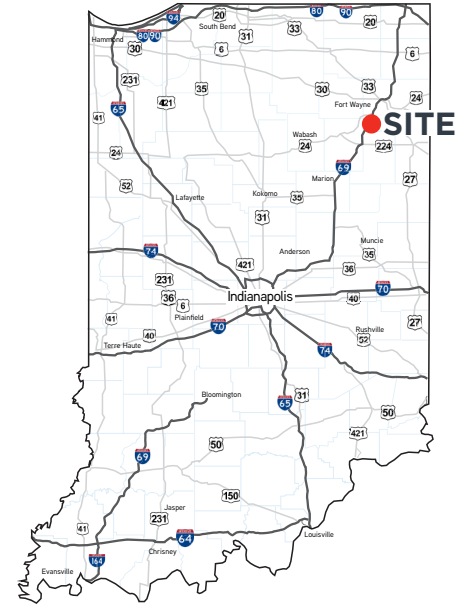 94
20
80
90
South Bend
31
33
20
Hammond
80 90
30
6
6
231
35
30
33
421
24
65
Fort Wayne
41
SITE
Wabash
24
224
24
69
Marion
27
52
Kokomo
35
Lafayette
31
Muncie
Anderson
35
74
421
36
231
70
36
6
Indianapolis
40
41
Plainfield
70
27
Rushville
40
52
Terre Haute
74
Bloomington
31
65
50
421
50
69
150
Jasper
231
41
64
Louisville
Chrisney
164
Evansville